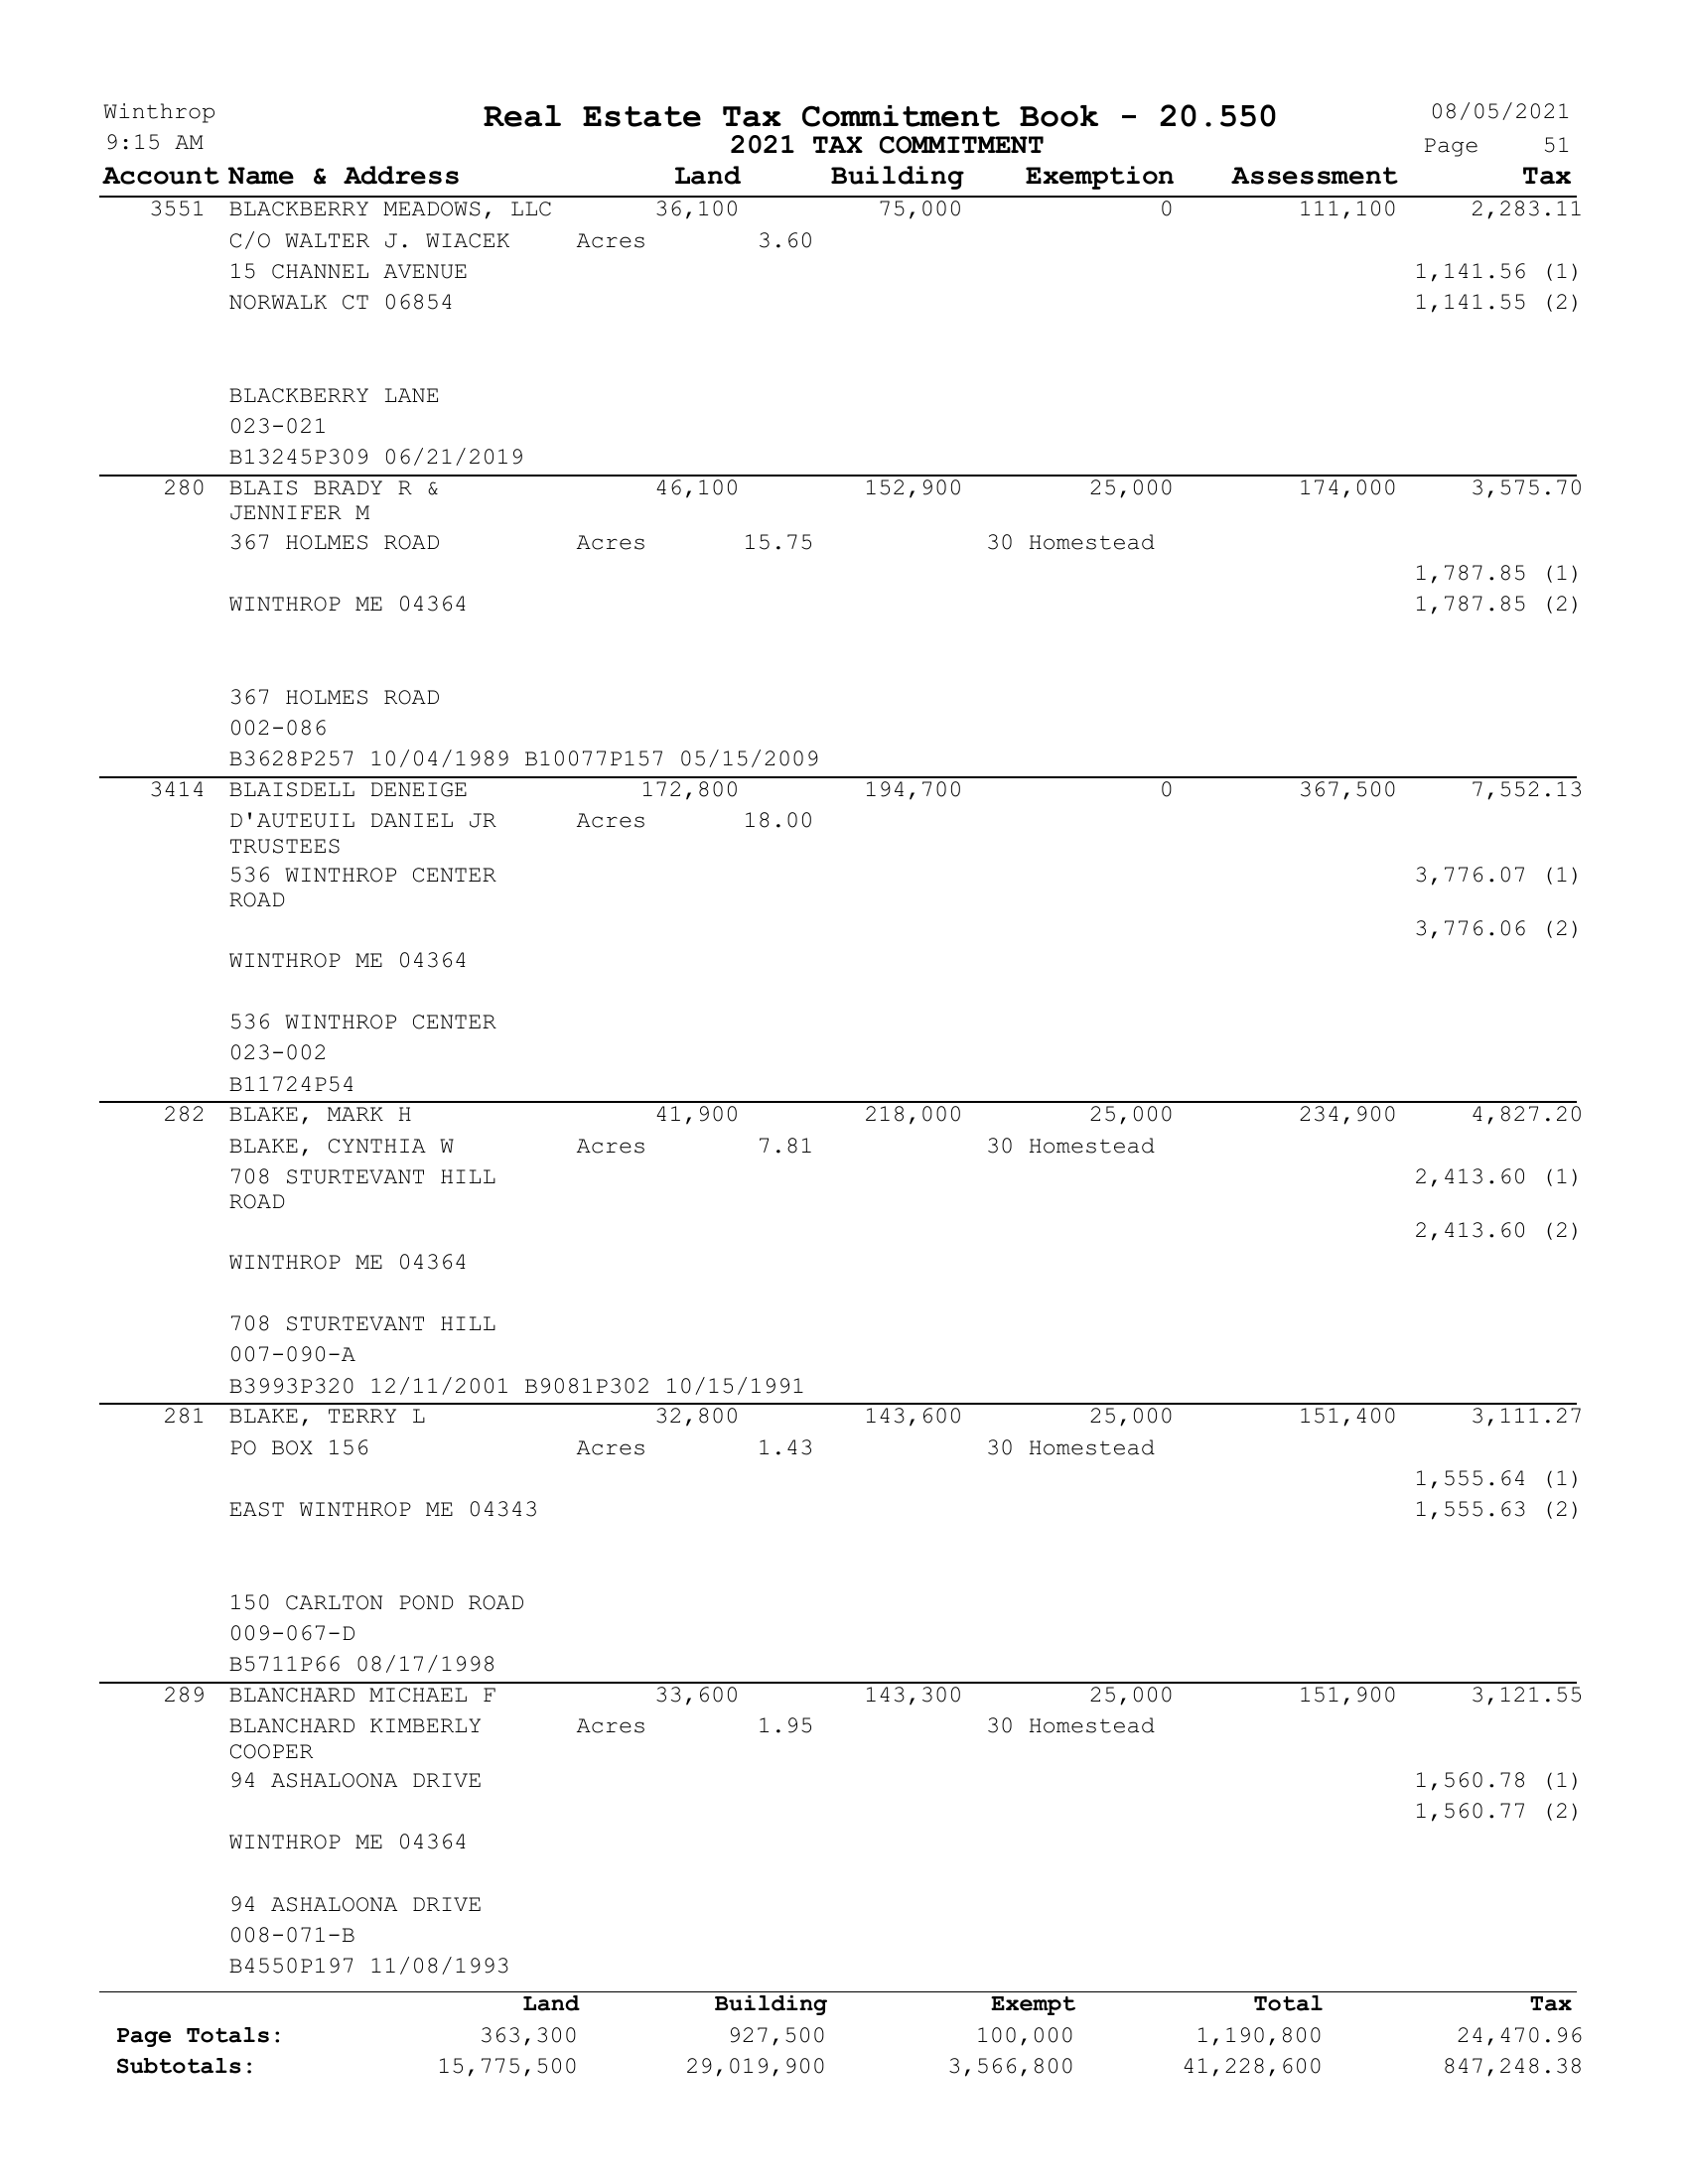 Winthrop Real Estate Tax Commitment Book - 20.550 08/05/2021
9:15 AM 2021 TAX COMMITMENT Page 51
Account Name & Address Land Building Exemption Assessment Tax
3551 BLACKBERRY MEADOWS, LLC 36,100 75,000 0 111,100 2,283.11
C/O WALTER J. WIACEK Acres 3.60
15 CHANNEL AVENUE 1,141.56 (1)
NORWALK CT 06854 1,141.55 (2)
BLACKBERRY LANE
023-021
B13245P309 06/21/2019
280 BLAIS BRADY R & 46,100 152,900 25,000 174,000 3,575.70
JENNIFER M
367 HOLMES ROAD Acres 15.75 30 Homestead
1,787.85 (1)
WINTHROP ME 04364 1,787.85 (2)
367 HOLMES ROAD
002-086
B3628P257 10/04/1989 B10077P157 05/15/2009
3414 BLAISDELL DENEIGE 172,800 194,700 0 367,500 7,552.13
D'AUTEUIL DANIEL JR Acres 18.00
TRUSTEES
536 WINTHROP CENTER 3,776.07 (1)
ROAD
3,776.06 (2)
WINTHROP ME 04364
536 WINTHROP CENTER
023-002
B11724P54
282 BLAKE, MARK H 41,900 218,000 25,000 234,900 4,827.20
BLAKE, CYNTHIA W Acres 7.81 30 Homestead
708 STURTEVANT HILL 2,413.60 (1)
ROAD
2,413.60 (2)
WINTHROP ME 04364
708 STURTEVANT HILL
007-090-A
B3993P320 12/11/2001 B9081P302 10/15/1991
281 BLAKE, TERRY L 32,800 143,600 25,000 151,400 3,111.27
PO BOX 156 Acres 1.43 30 Homestead
1,555.64 (1)
EAST WINTHROP ME 04343 1,555.63 (2)
150 CARLTON POND ROAD
009-067-D
B5711P66 08/17/1998
289 BLANCHARD MICHAEL F 33,600 143,300 25,000 151,900 3,121.55
BLANCHARD KIMBERLY Acres 1.95 30 Homestead
COOPER
94 ASHALOONA DRIVE 1,560.78 (1)
1,560.77 (2)
WINTHROP ME 04364
94 ASHALOONA DRIVE
008-071-B
B4550P197 11/08/1993
Land Building Exempt Total Tax
Page Totals: 363,300 927,500 100,000 1,190,800 24,470.96
Subtotals: 15,775,500 29,019,900 3,566,800 41,228,600 847,248.38